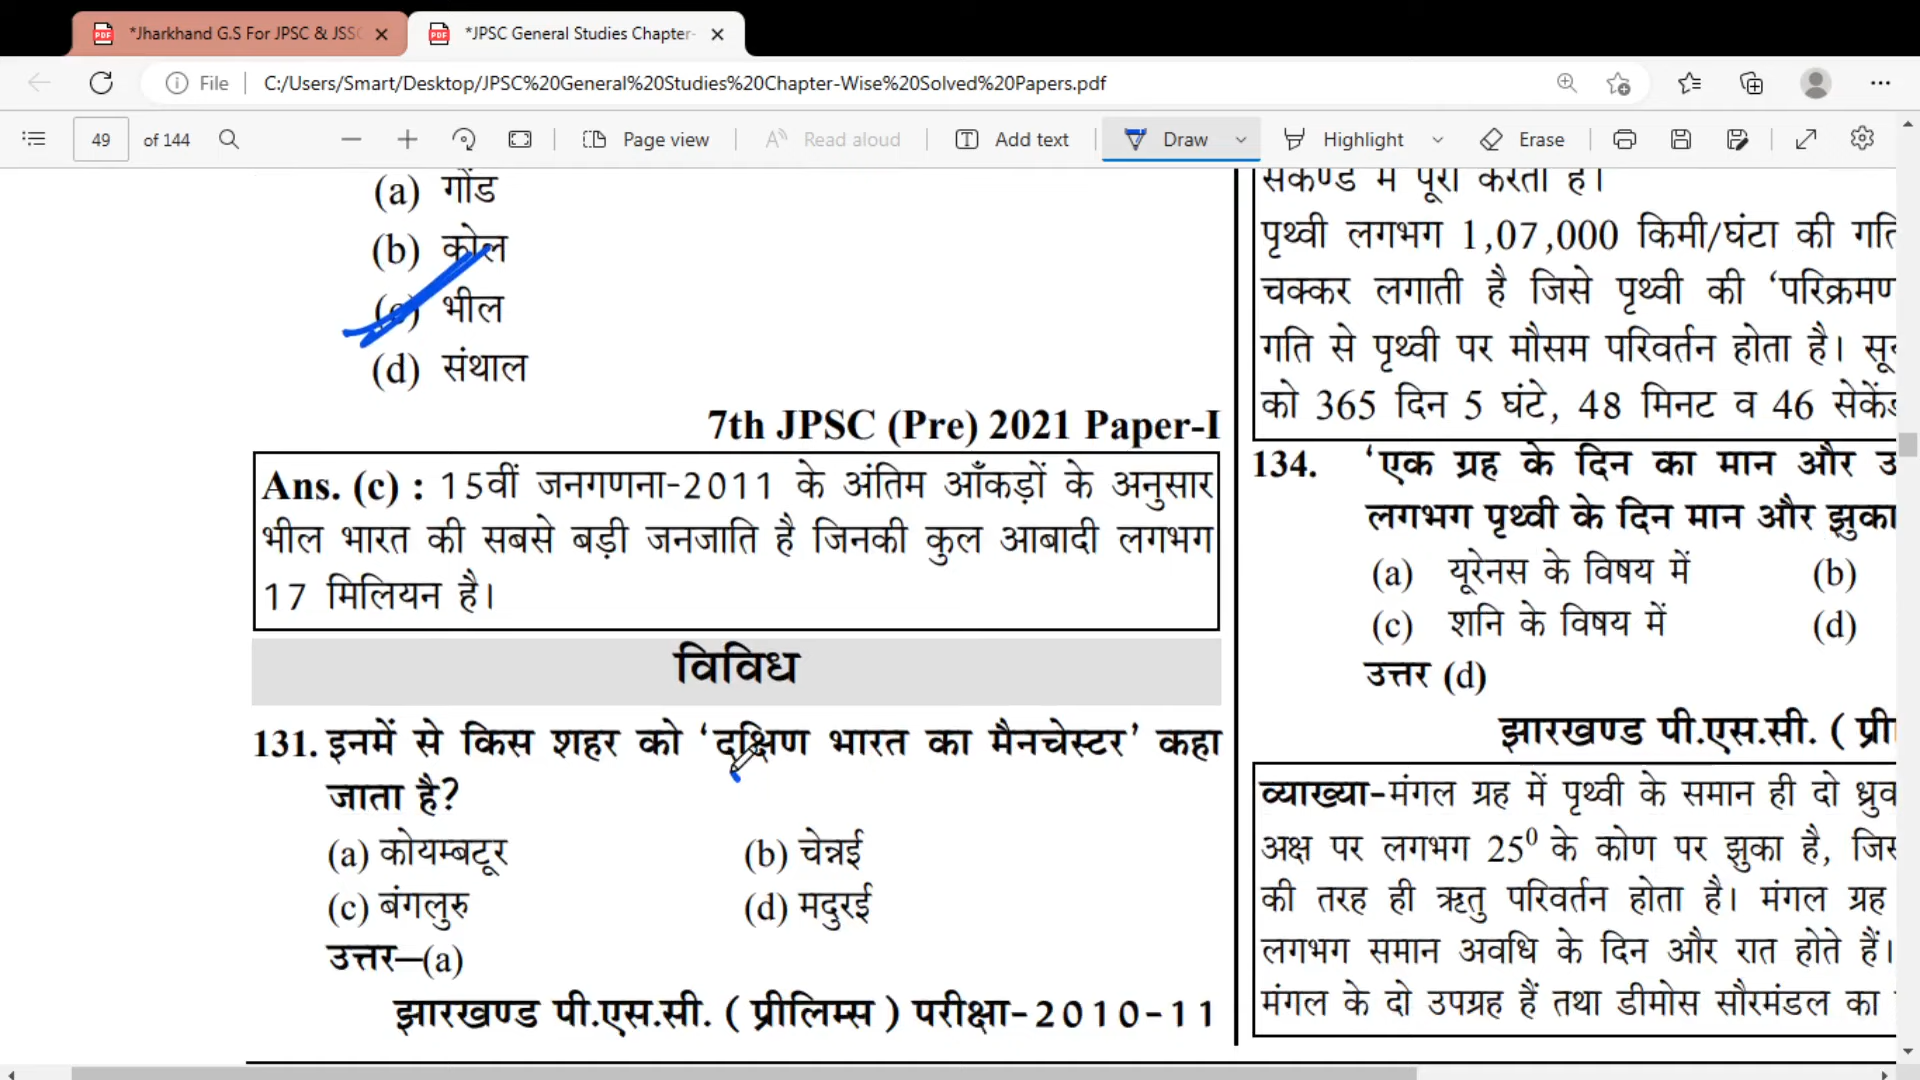 *Jharkhand G.S For JPSC & JSSC
*JPSC General Studies Chapter-
File
C:/Users/Smart/Desktop/JPSC%20General%20Studies%20Chapter-Wise%20Solved%20Papers.pdf
49 of 144
Page view
Read aloud
Add text
Draw
Highlight
Erase
(a) गोंड
(b) कोल
(c) भील
(d) संथाल
7th JPSC (Pre) 2021 Paper-I
Ans. (c) : 15वीं जनगणना-2011 के अंतिम आँकड़ों के अनुसार
भील भारत की सबसे बड़ी जनजाति है जिनकी कुल आबादी लगभग
17 मिलियन है।
विविध
131. इनमें से किस शहर को ‘दक्षिण भारत का मैनचेस्टर’ कहा
जाता है?
(a) कोयम्बटूर (b) चेन्नई
(c) बंगलुरु (d) मदुरई
उत्तर–(a)
झारखण्ड पी.एस.सी. ( प्रीलिम्स ) परीक्षा-2010-11
सेकण्ड में पूरा करती है।
पृथ्वी लगभग 1,07,000 किमी/घंटा की
चक्कर लगाती है जिसे पृथ्वी की ‘परिक्रमण
गति से पृथ्वी पर मौसम परिवर्तन होता है।
को 365 दिन 5 घंटे, 48 मिनट व 46
134. ‘एक ग्रह के दिन का मान और
लगभग पृथ्वी के दिन मान और
(a) यूरेनस के विषय में (b)
(c) शनि के विषय में (d)
उत्तर (d)
झारखण्ड पी.एस.सी. (
व्याख्या-मंगल ग्रह में पृथ्वी के समान ही दो
अक्ष पर लगभग 25⁰ के कोण पर झुका है,
की तरह ही ऋतु परिवर्तन होता है। मंगल ग्रह
लगभग समान अवधि के दिन और रात होते हैं।
मंगल के दो उपग्रह हैं तथा डीमोस सौरमंडल का